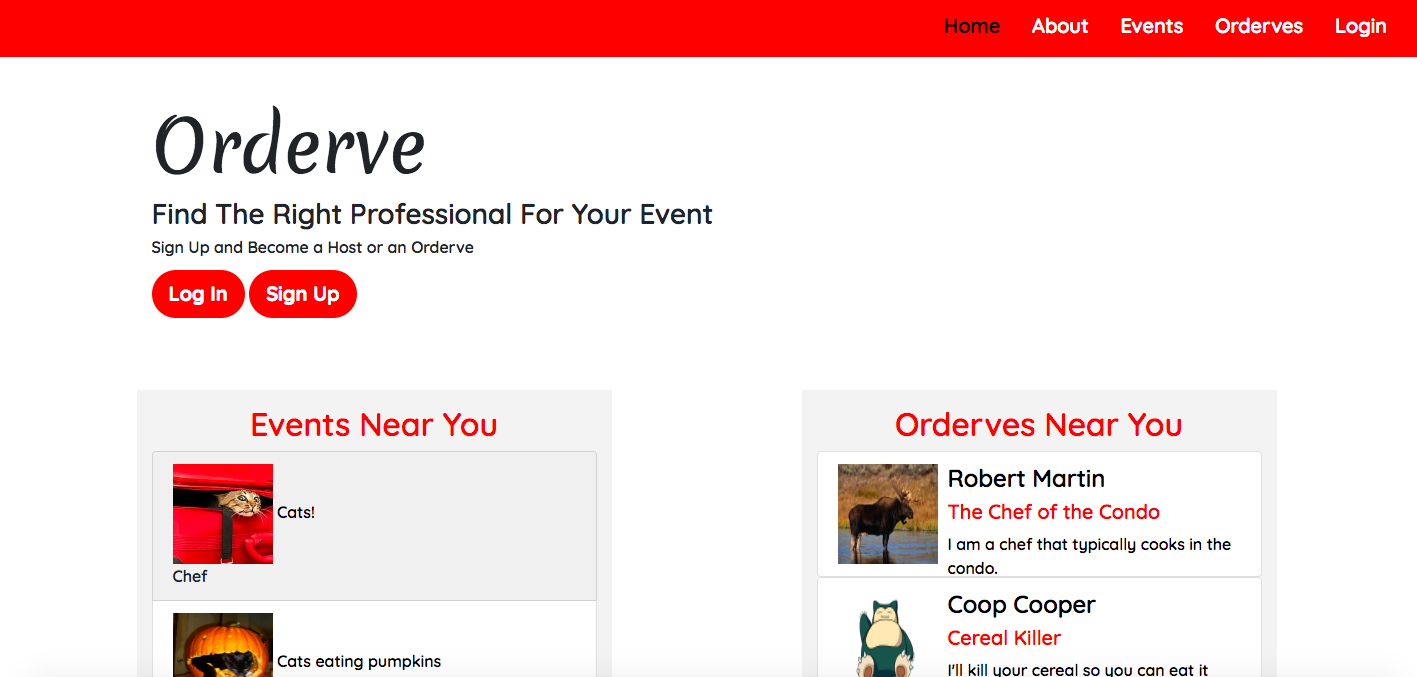 Home About Events Orderves Login
Orderve
Find The Right Professional For Your Event
Sign Up and Become a Host or an Orderve
Log In Sign Up
Events Near You
Cats!
Chef
Cats eating pumpkins
Orderves Near You
Robert Martin
The Chef of the Condo
I am a chef that typically cooks in the
condo.
Coop Cooper
Cereal Killer
I'll kill your cereal so you can eat it